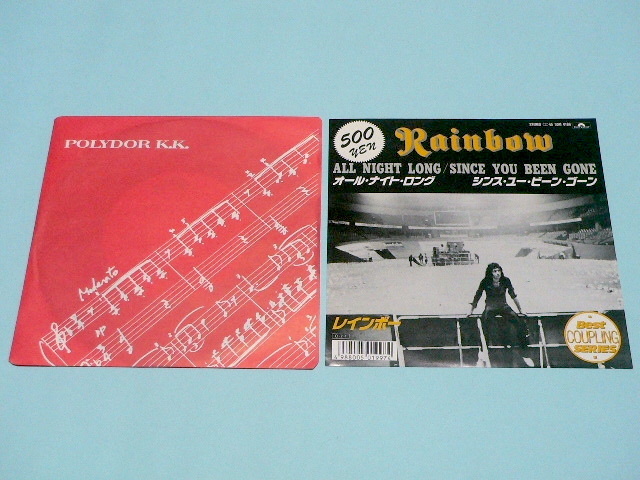 POLYDOR K.K.
Moderato
500
YEN
Rainbow
ALL NIGHT LONG/SINCE YOU BEEN GONE
オール・ナイト・ロング シンス・ユー・ビーン・ゴーン
レインボー
Best
COUPLING
SERIES